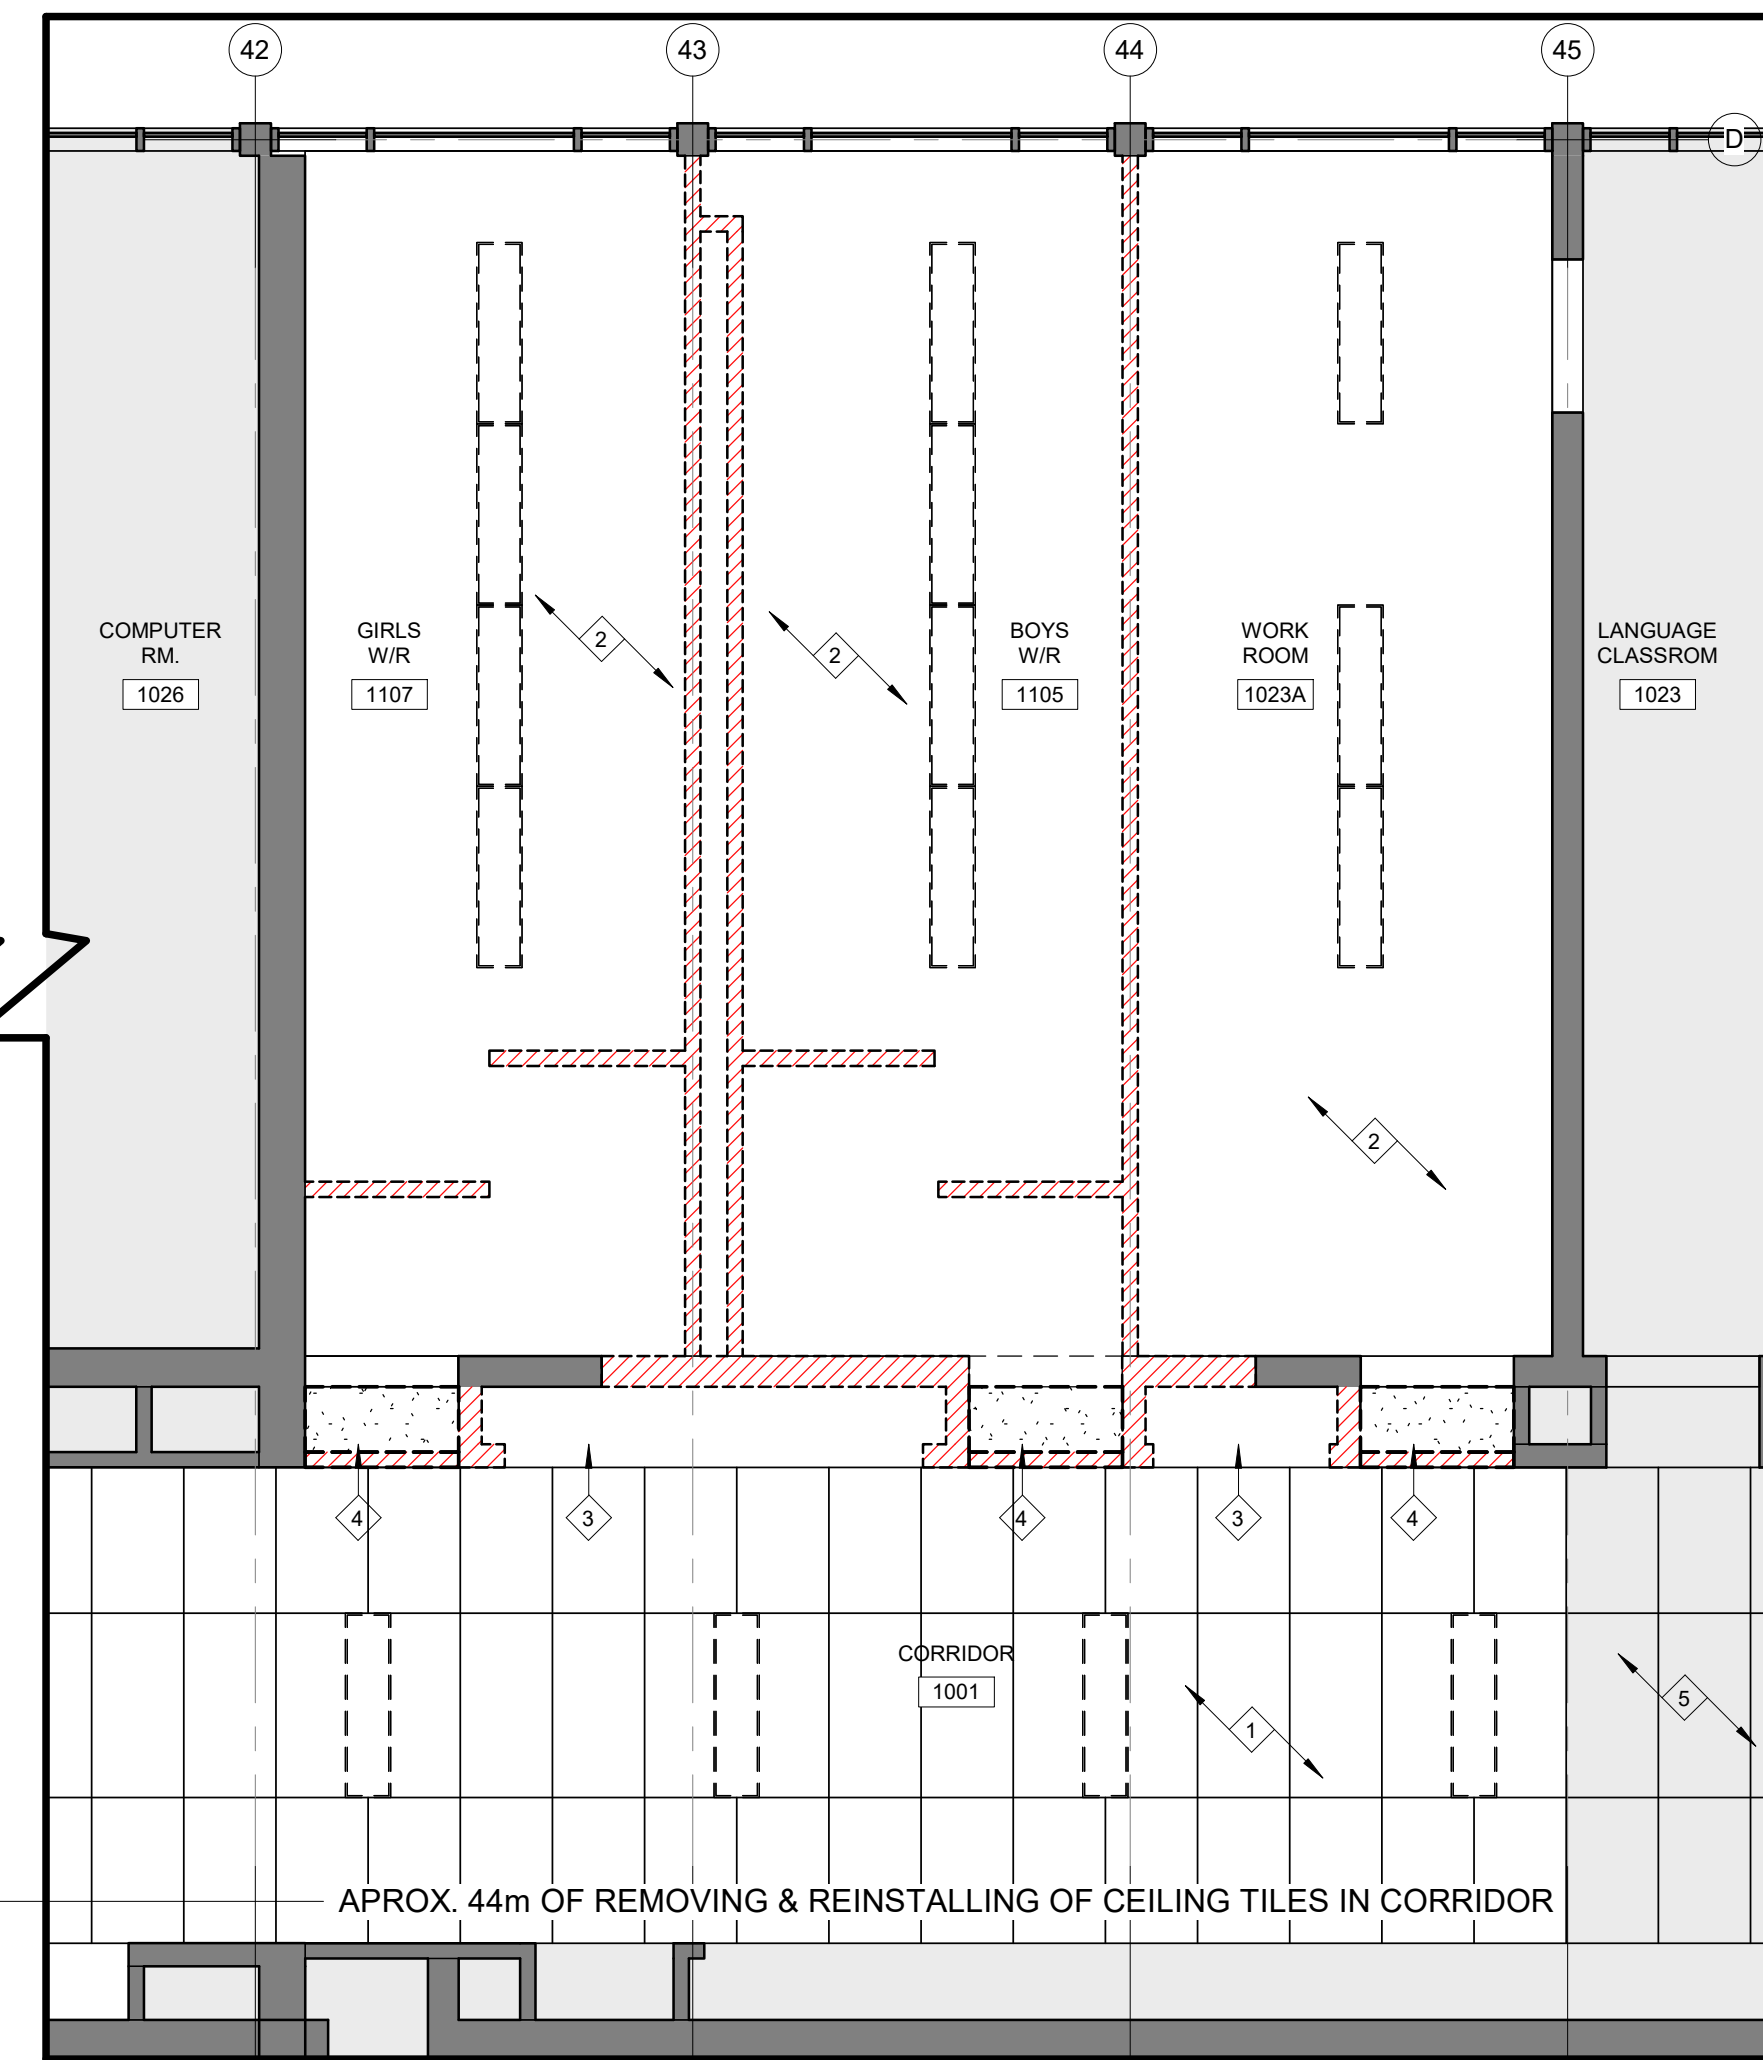 42
43
44
45
D
COMPUTER
RM.
1026
GIRLS
W/R
1107
2
2
BOYS
W/R
1105
WORK
ROOM
1023A
LANGUAGE
CLASSROM
1023
2
4
3
4
3
4
CORRIDOR
1001
1
5
APROX. 44m OF REMOVING & REINSTALLING OF CEILING TILES IN CORRIDOR